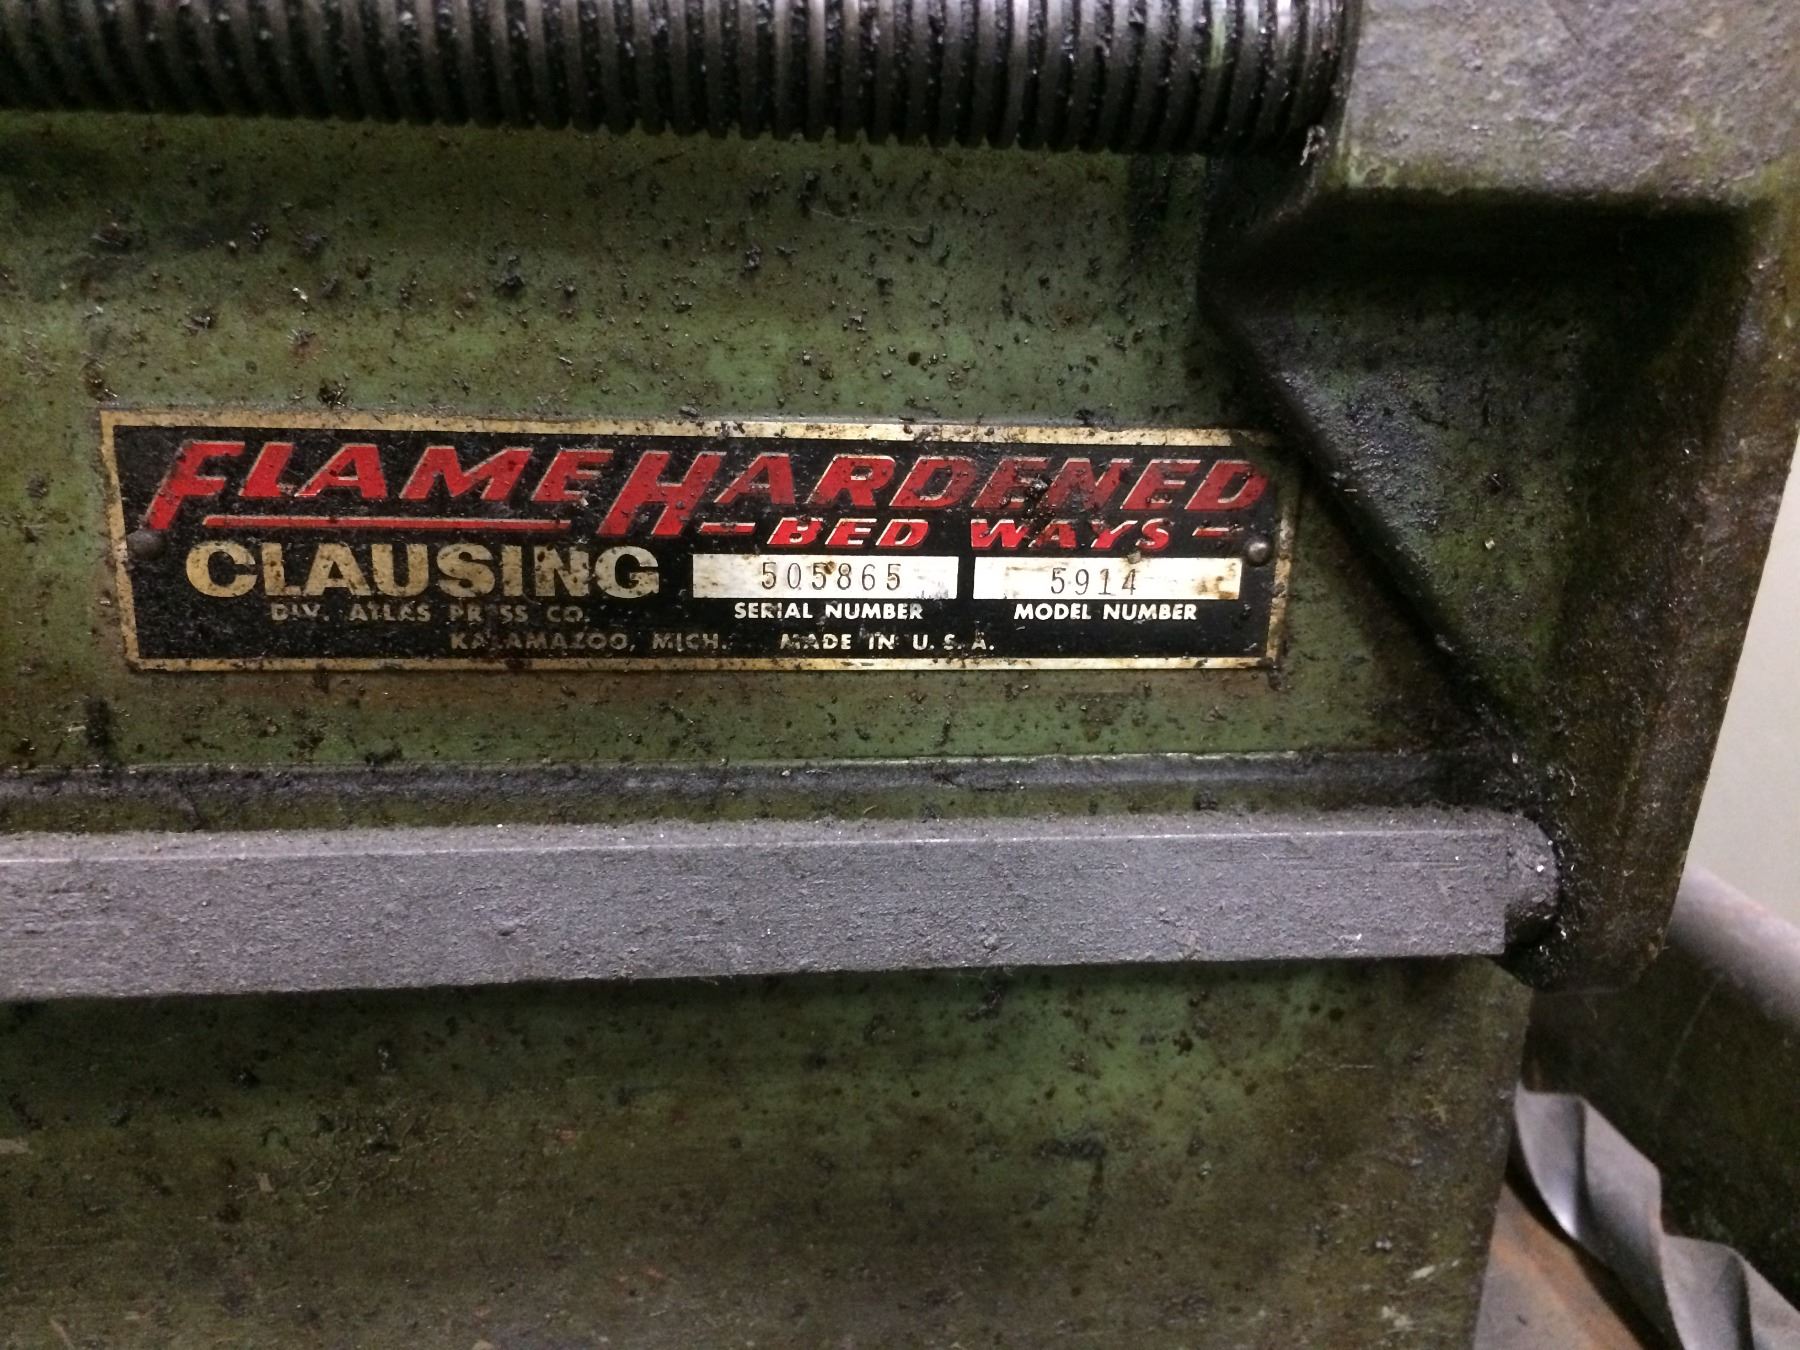 FLAME HARDENED
- BED WAYS -
CLAUSING 505865 5914
DIV. ATLAS PRESS CO. SERIAL NUMBER MODEL NUMBER
KALAMAZOO, MICH. MADE IN U.S.A.